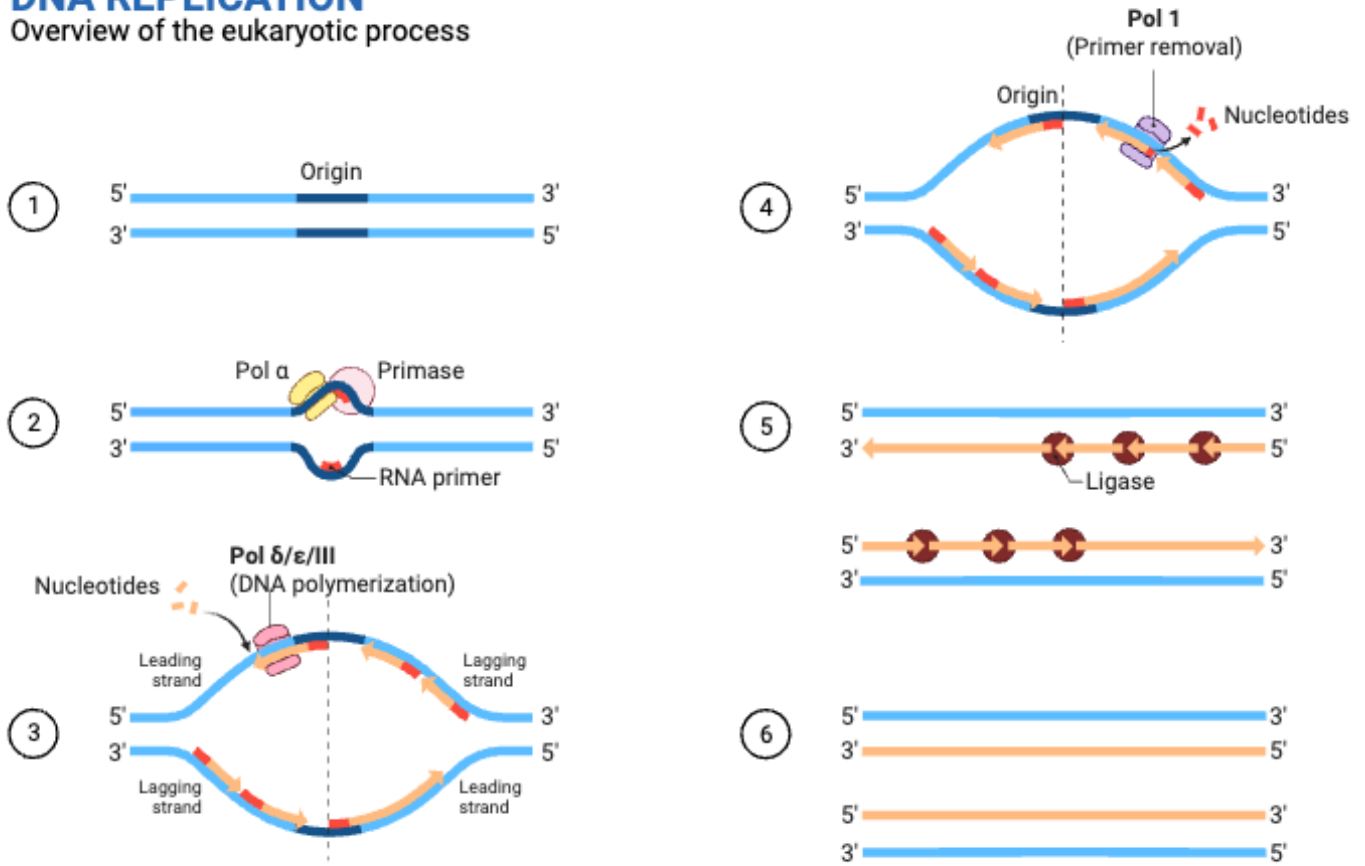 DNA REPLICATION
Overview of the eukaryotic process
1
Origin
5' 3'
3' 5'
2
Pol α Primase
5' 3'
3' 5'
RNA primer
3
Pol δ/ε/III
(DNA polymerization)
Nucleotides
Leading
strand
Lagging
strand
5' 3'
3' 5'
Lagging
strand
Leading
strand
4
Pol 1
(Primer removal)
Origin
Nucleotides
5' 3'
3' 5'
5
5' 3'
3' 5'
Ligase
5' 3'
3' 5'
6
5' 3'
3' 5'
5' 3'
3' 5'